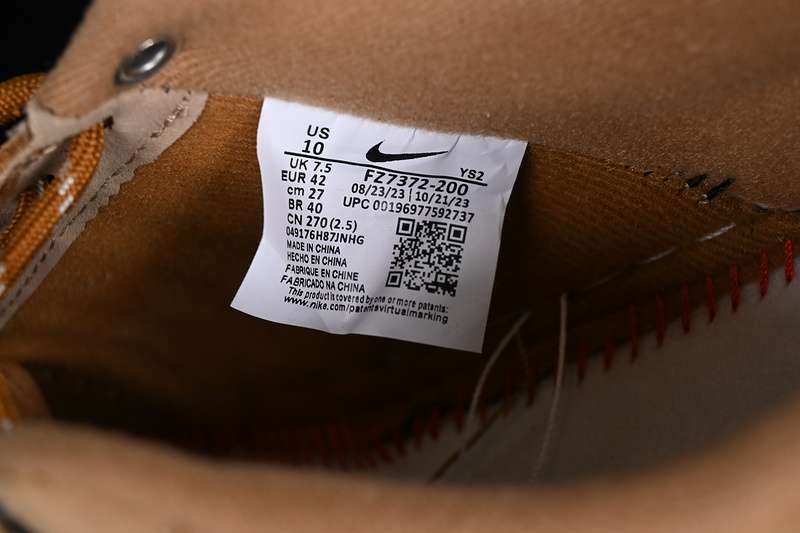 US
10
YS2
UK 7.5
FZ7372-200
EUR 42
08/23/23 | 10/21/23
cm 27
UPC 00196977592737
BR 40
CN 270 (2.5)
049176H87JNHG
MADE IN CHINA
HECHO EN CHINA
FABRIQUE EN CHINE
FABRICADO NA CHINA
This product is covered by one or more patents:
www.nike.com/patentsvirtualmarking